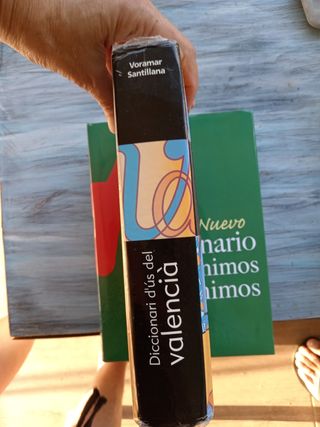 Voramar
Santillana
Diccionari d'ús del
valencià
Nuevo
nario
nimos
nimos